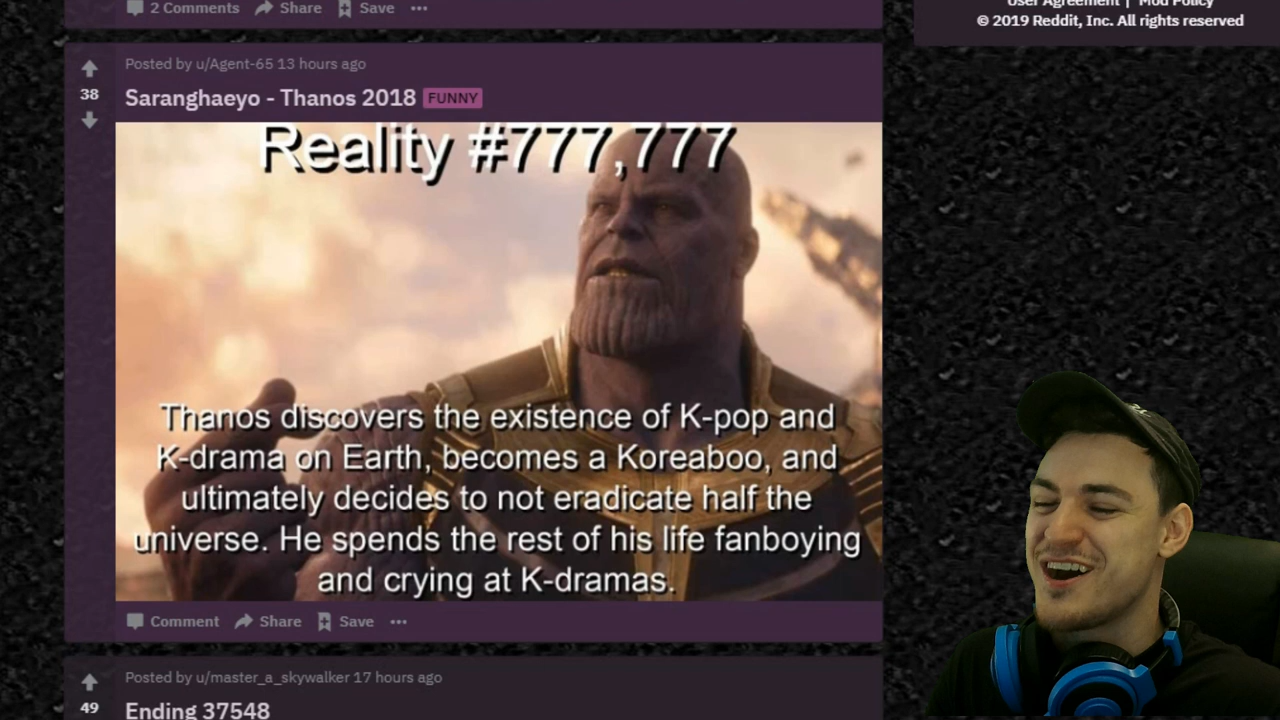 2 Comments Share Save
User Agreement | Mod Policy
© 2019 Reddit, Inc. All rights reserved
Posted by u/Agent-65 13 hours ago
38
Saranghaeyo - Thanos 2018 FUNNY
Reality #777,777
Thanos discovers the existence of K-pop and
K-drama on Earth, becomes a Koreaboo, and
ultimately decides to not eradicate half the
universe. He spends the rest of his life fanboying
and crying at K-dramas.
Comment Share Save
Posted by u/master_a_skywalker 17 hours ago
49
Ending 37548